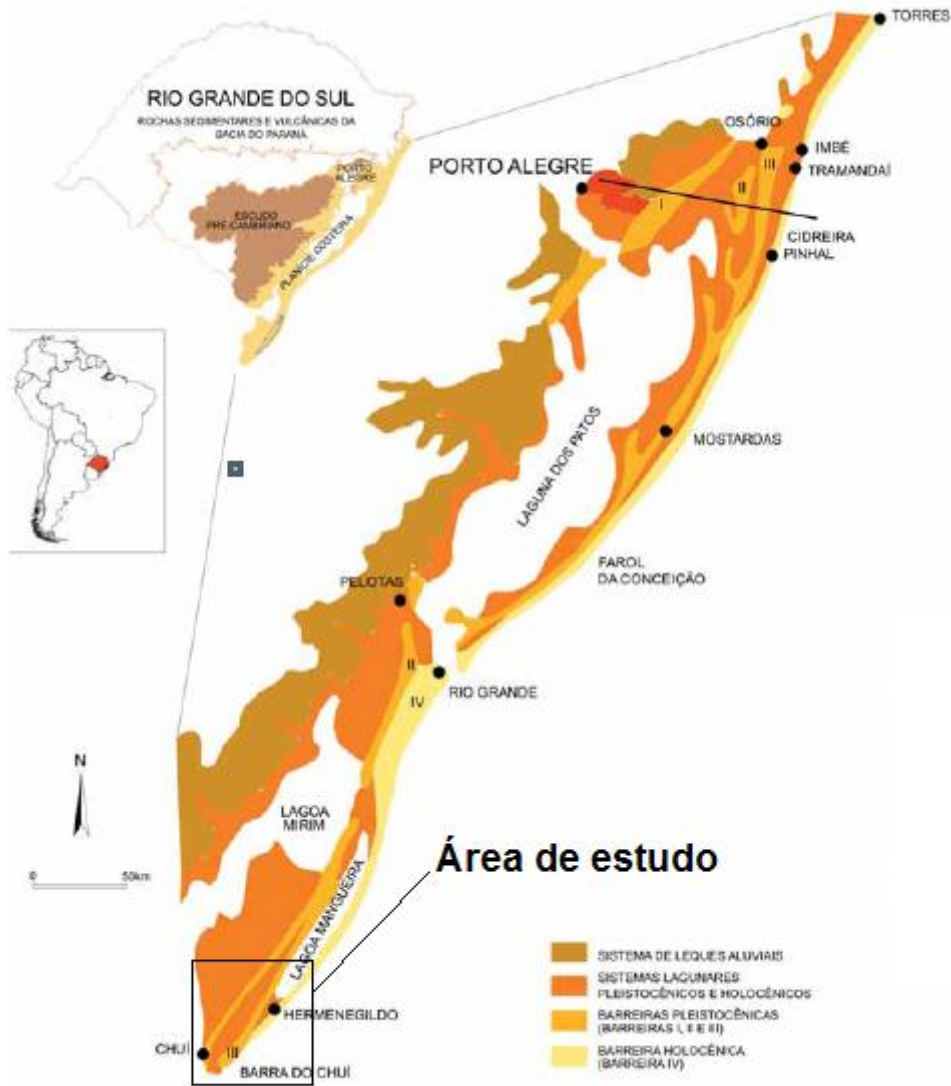 TORRES
RIO GRANDE DO SUL
ROCHAS SEDIMENTARES E VULCÂNICAS DA
BACIA DO PARANÁ
OSÓRIO
IMBÉ
TRAMANDAÍ
PORTO ALEGRE
PORTO
ALEGRE
III
II
I
ESCUDO
PRÉ-CAMBRIANO
PLANÍCIE COSTEIRA
CIDREIRA
PINHAL
MOSTARDAS
LAGUNA DOS PATOS
FAROL
DA CONCEIÇÃO
PELOTAS
II
RIO GRANDE
IV
N
LAGOA
MIRIM
0
50km
Área de estudo
LAGOA MANGUEIRA
SISTEMA DE LEQUES ALUVIAIS
SISTEMAS LAGUNARES
PLEISTOCÊNICOS E HOLOCÊNICOS
BARREIRAS PLEISTOCÊNICAS
(BARREIRAS I, II E III)
BARREIRA HOLOCÊNICA
(BARREIRA IV)
HERMENEGILDO
CHUÍ
III
BARRA DO CHUÍ